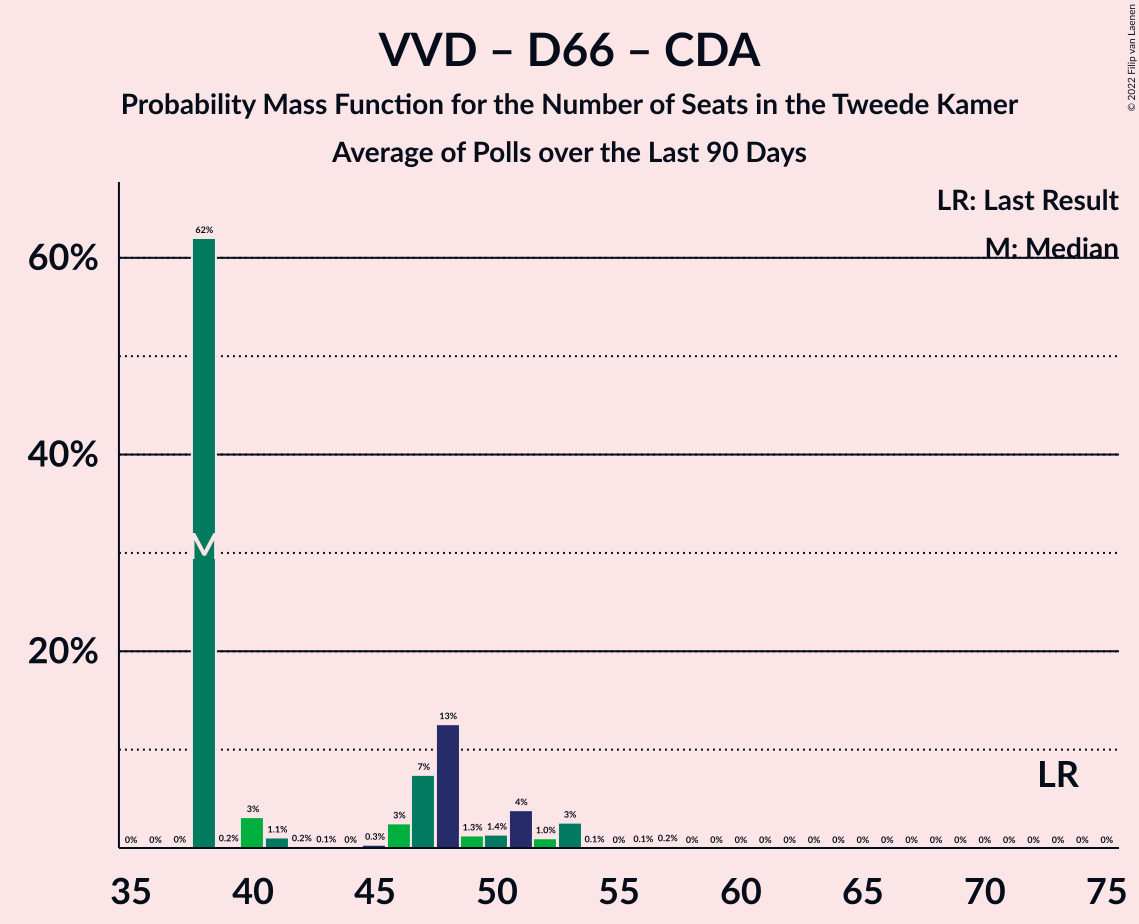 VVD – D66 – CDA
Probability Mass Function for the Number of Seats in the Tweede Kamer
Average of Polls over the Last 90 Days
© 2022 Filip van Laenen
LR: Last Result
M: Median
60%
40%
20%
0% 0% 0% 62% 0.2% 3% 1.1% 0.2% 0.1% 0% 0.3% 3% 7% 13% 1.3% 1.4% 4% 1.0% 3% 0.1% 0% 0.1% 0.2% 0% 0% 0% 0% 0% 0% 0% 0% 0% 0% 0% 0% 0% 0% 0% 0% 0% 0%
M
LR
35 40 45 50 55 60 65 70 75